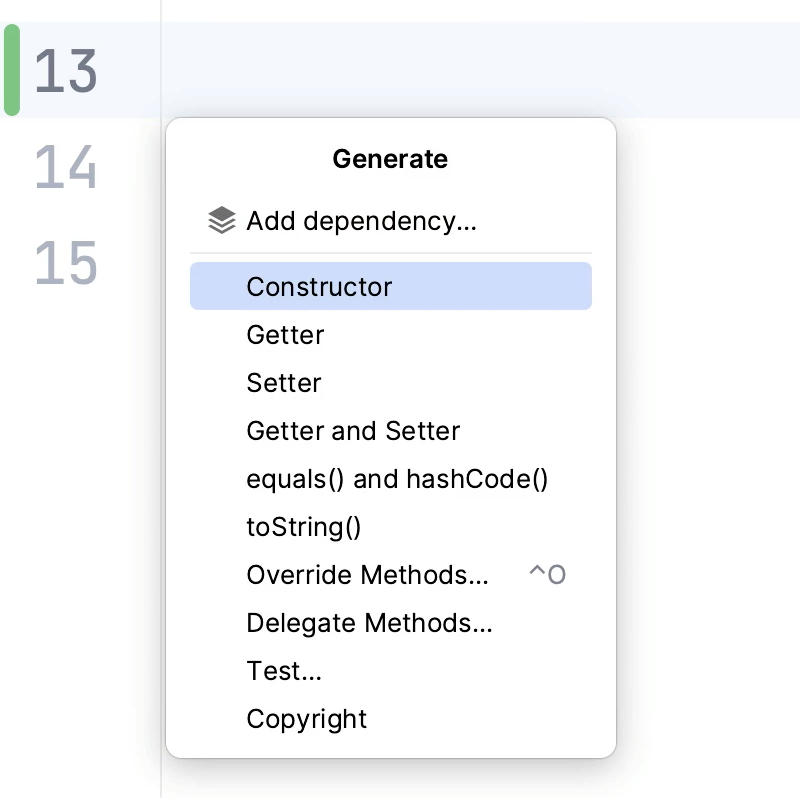 13
Generate
14
Add dependency...
15
Constructor
Getter
Setter
Getter and Setter
equals() and hashCode()
toString()
Override Methods... ^O
Delegate Methods...
Test...
Copyright